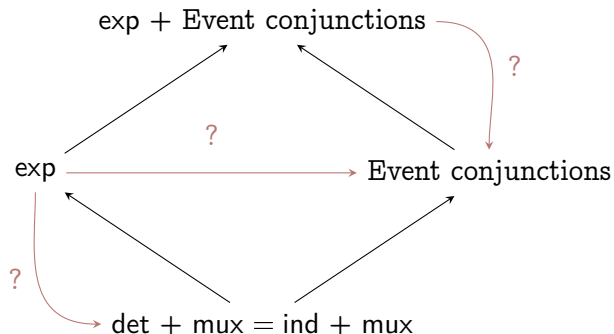 exp + Event conjunctions
?
?
exp
Event conjunctions
?
det + mux = ind + mux